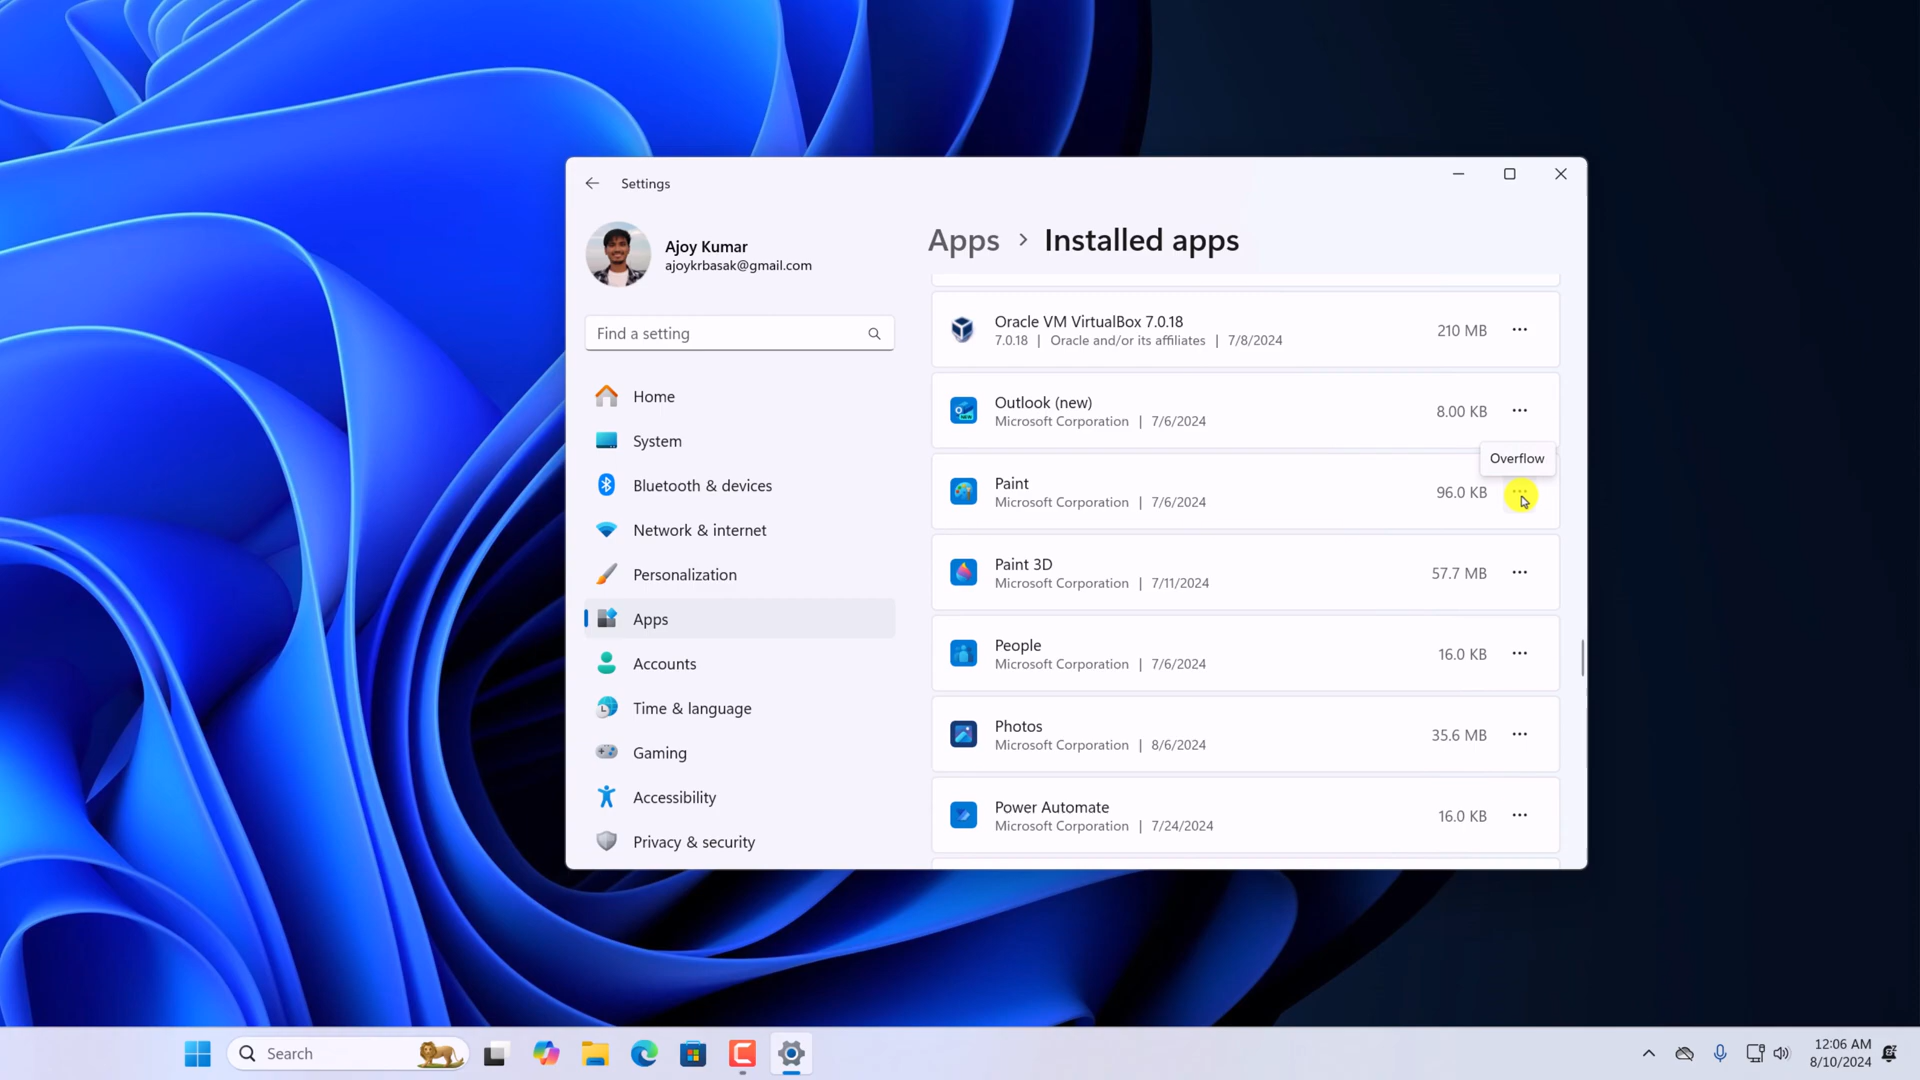 Settings
Ajoy Kumar
ajoykrbasak@gmail.com
Find a setting
Home
System
Bluetooth & devices
Network & internet
Personalization
Apps
Accounts
Time & language
Gaming
Accessibility
Privacy & security
Apps > Installed apps
Oracle VM VirtualBox 7.0.18
7.0.18 | Oracle and/or its affiliates | 7/8/2024
210 MB
Outlook (new)
Microsoft Corporation | 7/6/2024
8.00 KB
Overflow
Paint
Microsoft Corporation | 7/6/2024
96.0 KB
Paint 3D
Microsoft Corporation | 7/11/2024
57.7 MB
People
Microsoft Corporation | 7/6/2024
16.0 KB
Photos
Microsoft Corporation | 8/6/2024
35.6 MB
Power Automate
Microsoft Corporation | 7/24/2024
16.0 KB
Search
12:06 AM
8/10/2024